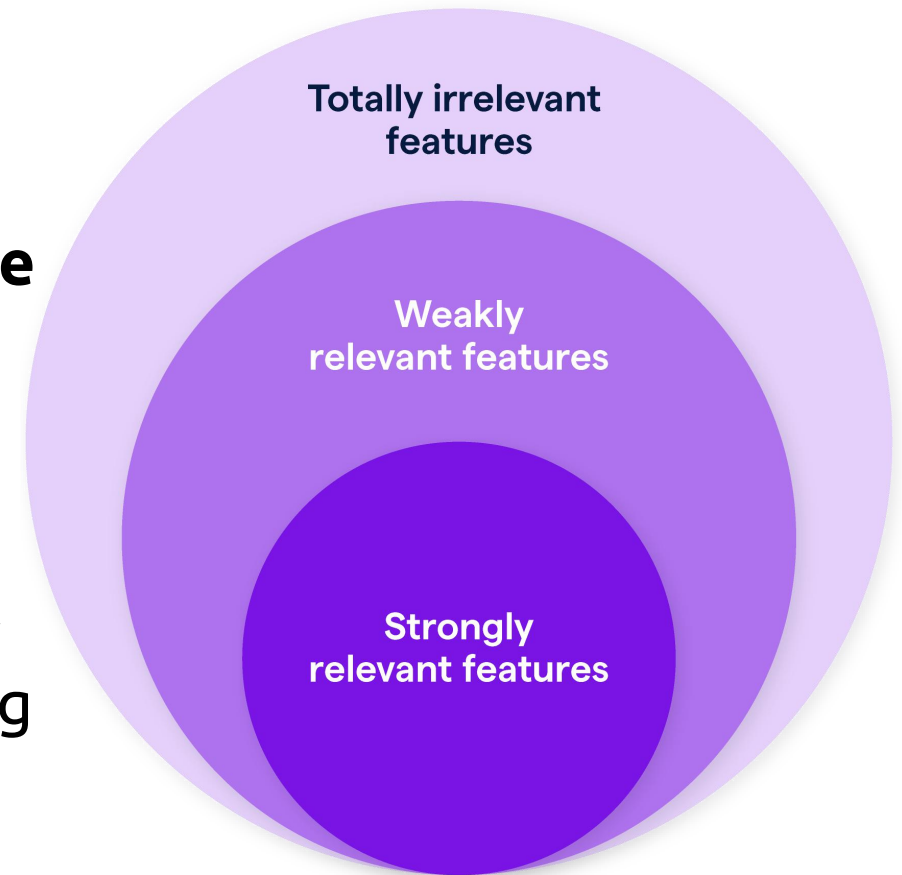 Totally irrelevant
features
e
Weakly
relevant features
Strongly
relevant features
g